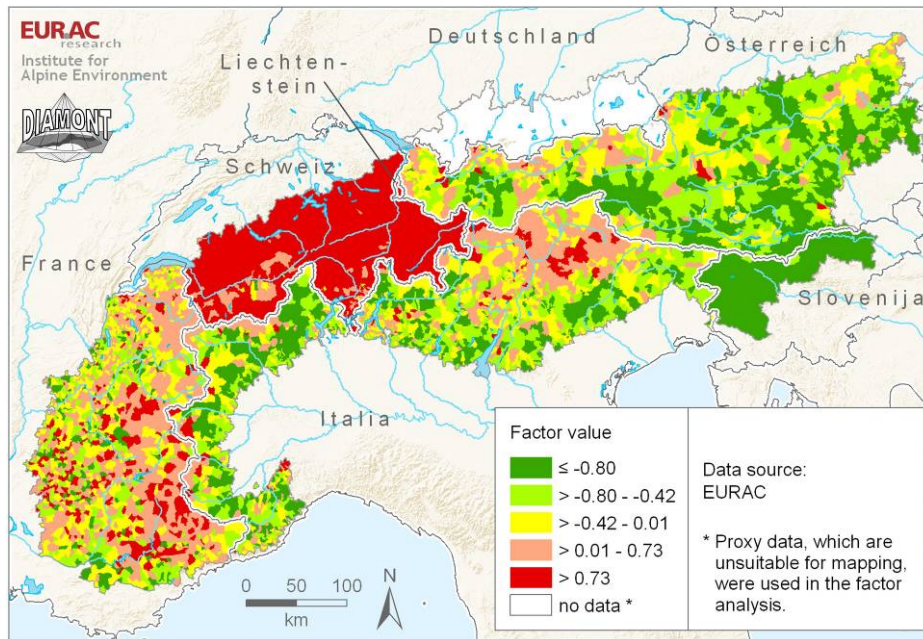 EURAC
research
Institute for
Alpine Environment
DIAMONT
Deutschland
Österreich
Liechten-
stein
Schweiz
France
Slovenija
Italia
Factor value
≤ -0.80
> -0.80 - -0.42
> -0.42 - 0.01
> 0.01 - 0.73
> 0.73
no data *
Data source:
EURAC
* Proxy data, which are
unsuitable for mapping,
were used in the factor
analysis.
0 50 100
km
N